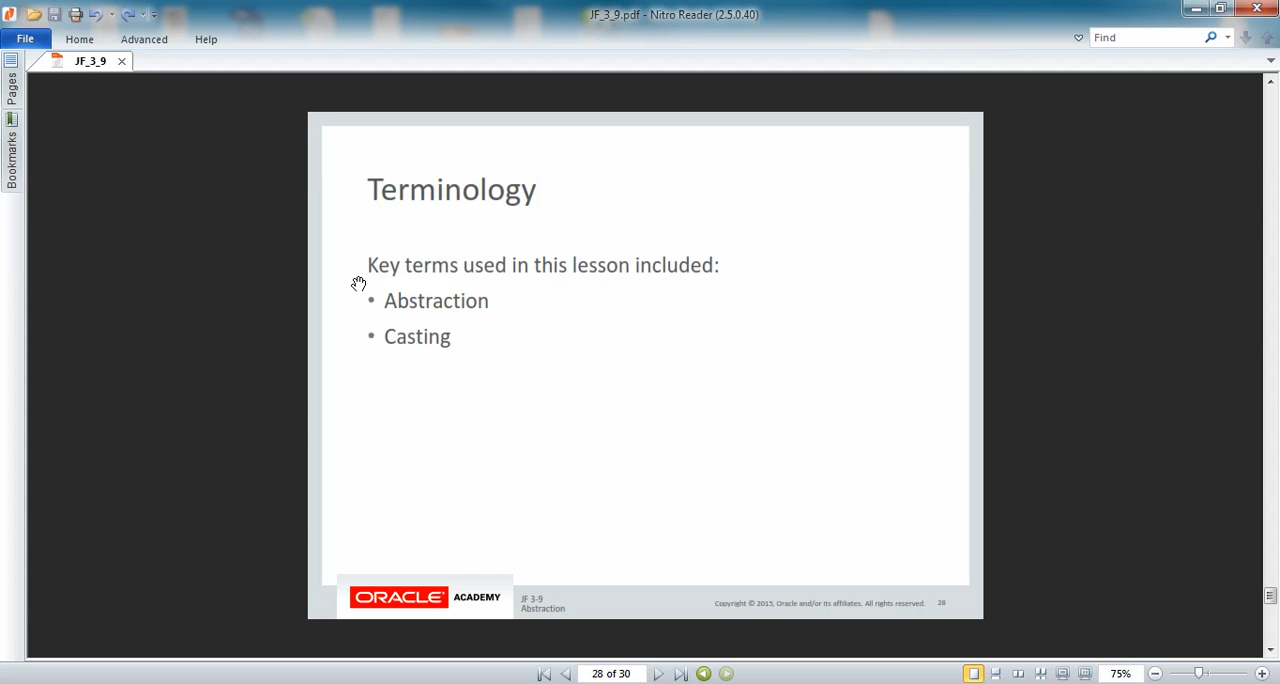 JF_3_9.pdf - Nitro Reader (2.5.0.40)
File Home Advanced Help
Find
JF_3_9
Pages
Bookmarks
Terminology
Key terms used in this lesson included:
• Abstraction
• Casting
ORACLE ACADEMY
JF 3-9
Abstraction
Copyright © 2015, Oracle and/or its affiliates. All rights reserved. 28
28 of 30
75%